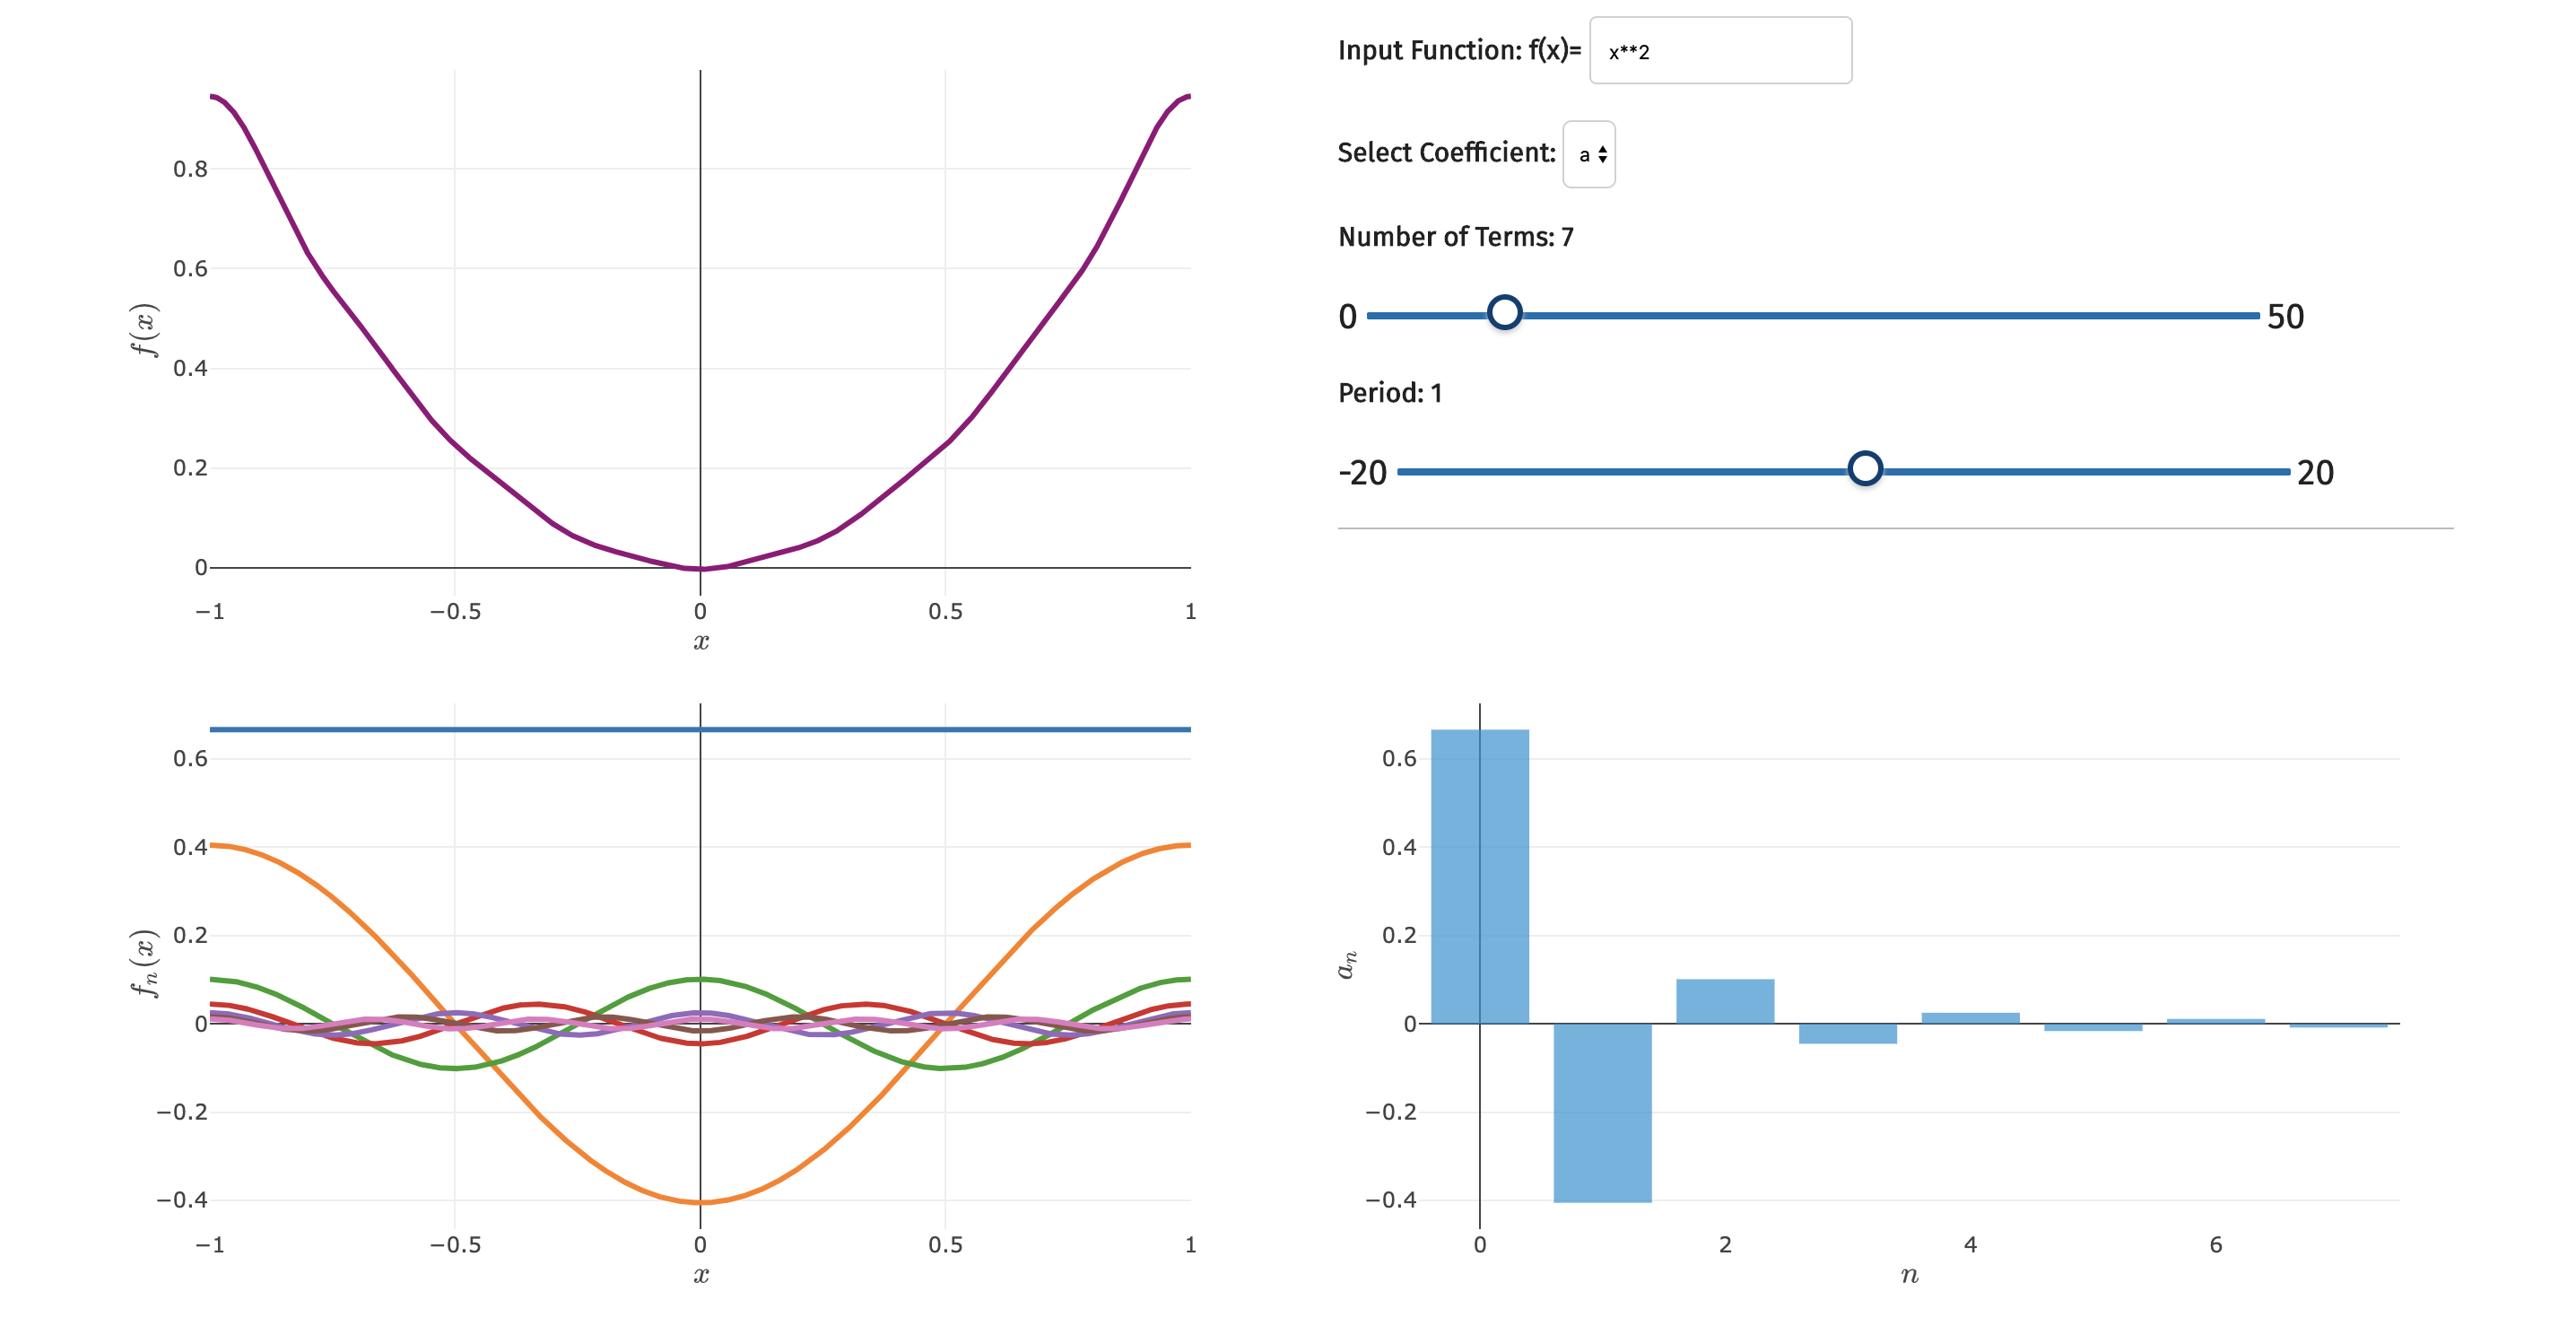 Input Function: f(x)= x**2
Select Coefficient: a
Number of Terms: 7
0 50
Period: 1
-20 20
f(x)
0.8
0.6
0.4
0.2
0
−1 −0.5 0 0.5 1
x
fn(x)
0.6
0.4
0.2
0
−0.2
−0.4
−1 −0.5 0 0.5 1
x
an
0.6
0.4
0.2
0
−0.2
−0.4
0 2 4 6
n